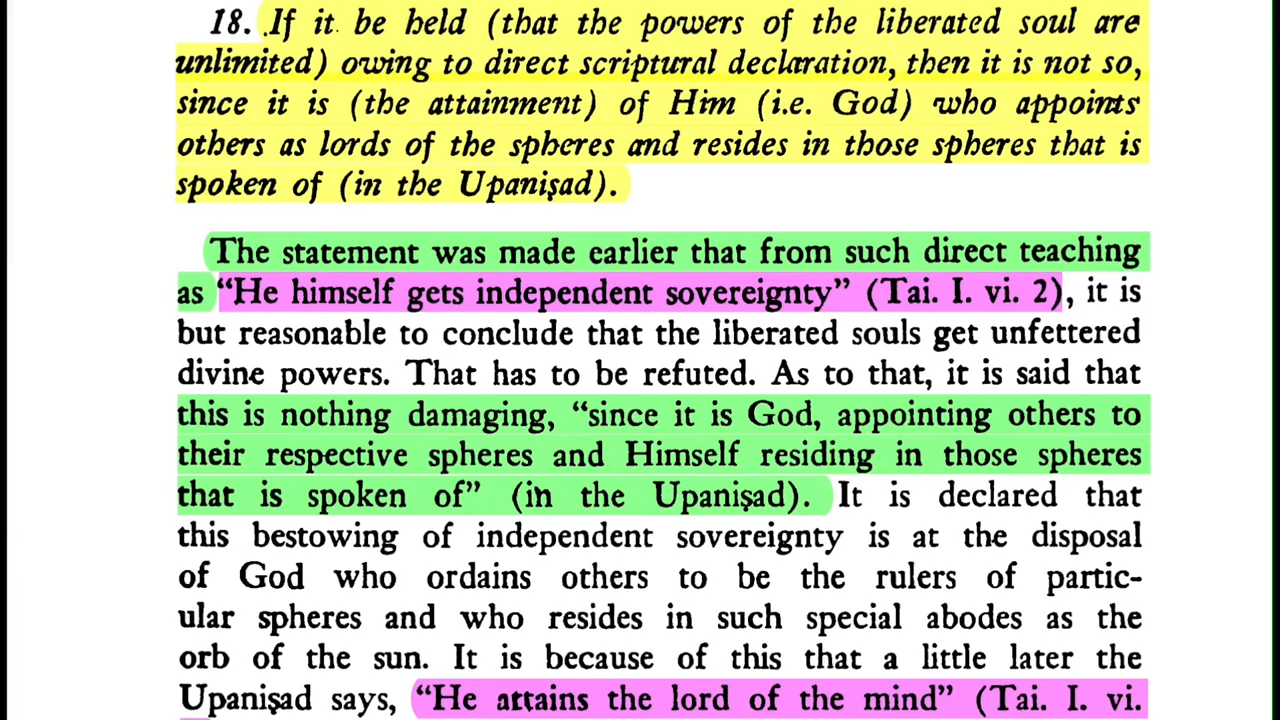 18. If it be held (that the powers of the liberated soul are
unlimited) owing to direct scriptural declaration, then it is not so,
since it is (the attainment) of Him (i.e. God) who appoints
others as lords of the spheres and resides in those spheres that is
spoken of (in the Upaniṣad).
The statement was made earlier that from such direct teaching
as “He himself gets independent sovereignty” (Tai. I. vi. 2), it is
but reasonable to conclude that the liberated souls get unfettered
divine powers. That has to be refuted. As to that, it is said that
this is nothing damaging, “since it is God, appointing others to
their respective spheres and Himself residing in those spheres
that is spoken of” (in the Upaniṣad). It is declared that
this bestowing of independent sovereignty is at the disposal
of God who ordains others to be the rulers of partic-
ular spheres and who resides in such special abodes as the
orb of the sun. It is because of this that a little later the
Upaniṣad says, “He attains the lord of the mind” (Tai. I. vi.